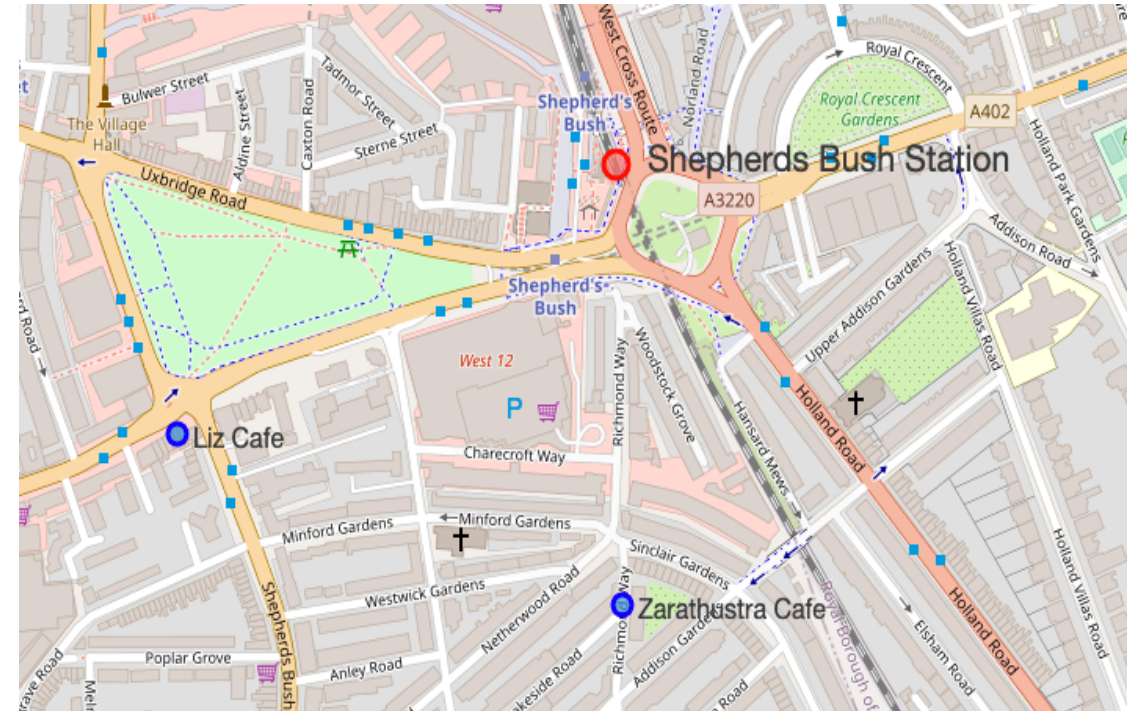 West Cross Route
Norland Road
Royal Crescent
Bulwer Street
Tadmor Street
Shepherd's
Bush
Royal Crescent
Gardens
A402
The Village
Hall
Aldine Street
Caxton Road
Sterne Street
Shepherds Bush Station
Holland Park Gardens
Uxbridge Road
A3220
Addison Road
Shepherd's
Bush
Upper Addison Gardens
Holland Villas Road
West 12
P
Richmond Way
Woodstock Grove
Hansard Mews
Holland Road
Liz Cafe
Charecroft Way
Minford Gardens
Minford Gardens
Sinclair Gardens
Holland Villas Road
Westwick Gardens
Netherwood Road
Zarathustra Cafe
Richmond Way
Addison Gardens
Royal Borough of
Elsham Road
Holland Road
Shepherds Bush
Poplar Grove
Anley Road